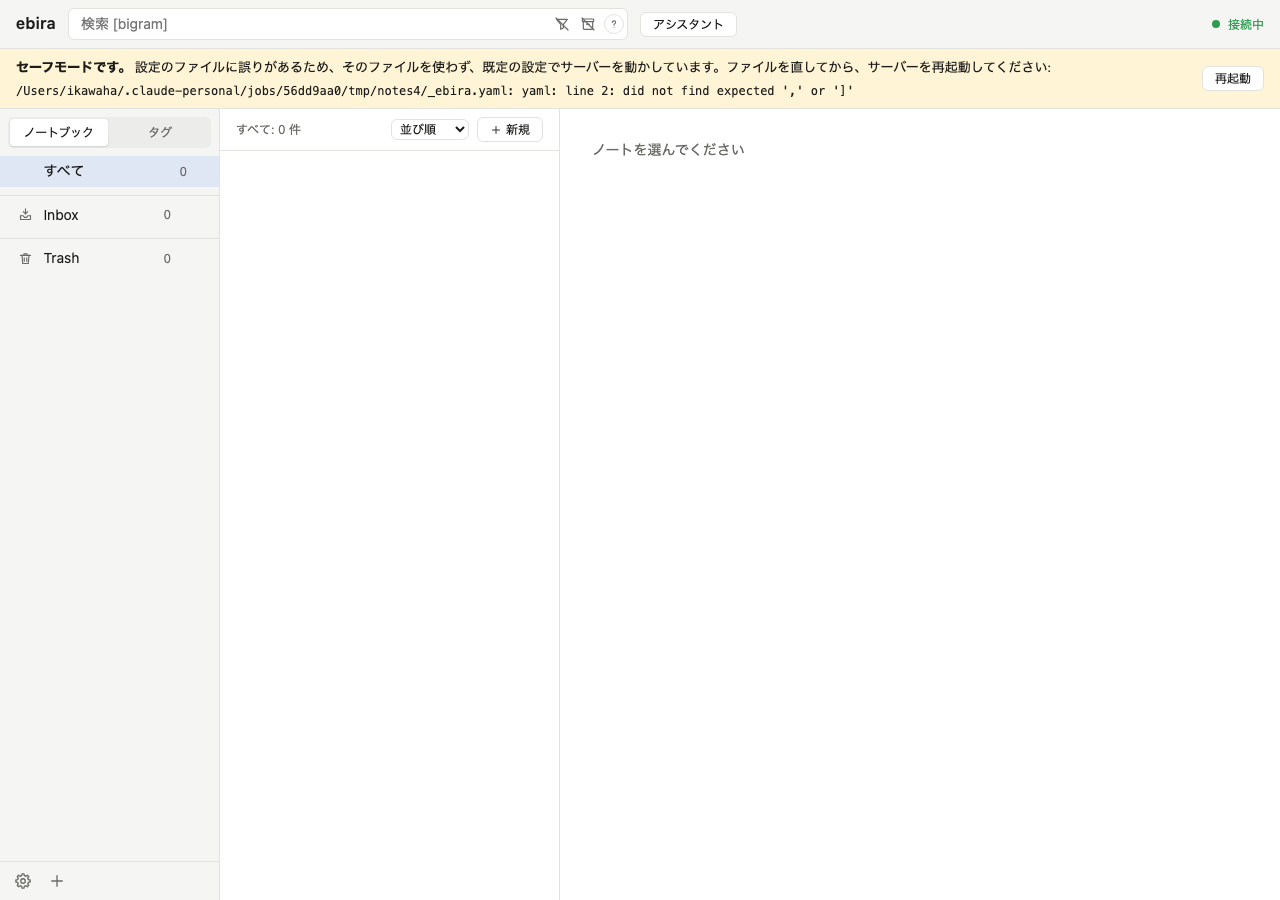 ebira
検索 [bigram]
?
アシスタント
接続中
セーフモードです。 設定のファイルに誤りがあるため、そのファイルを使わず、既定の設定でサーバーを動かしています。ファイルを直してから、サーバーを再起動してください:
/Users/ikawaha/.claude-personal/jobs/56dd9aa0/tmp/notes4/_ebira.yaml: yaml: line 2: did not find expected ',' or ']'
再起動
ノートブック
タグ
すべて 0
Inbox 0
Trash 0
すべて: 0 件
並び順
+ 新規
ノートを選んでください